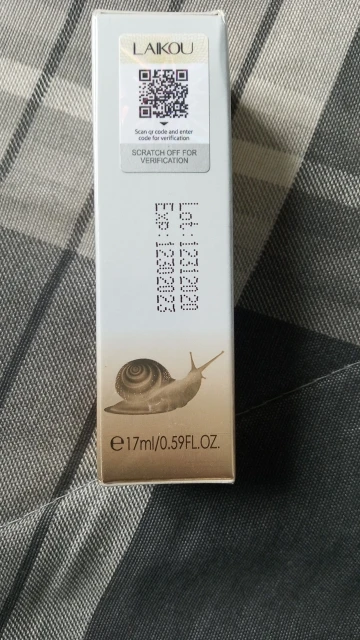 LAIKOU
Scan qr code and enter
code for verification
SCRATCH OFF FOR
VERIFICATION
Lot: 12312020
EXP: 12302023
℮17ml/0.59FL.OZ.